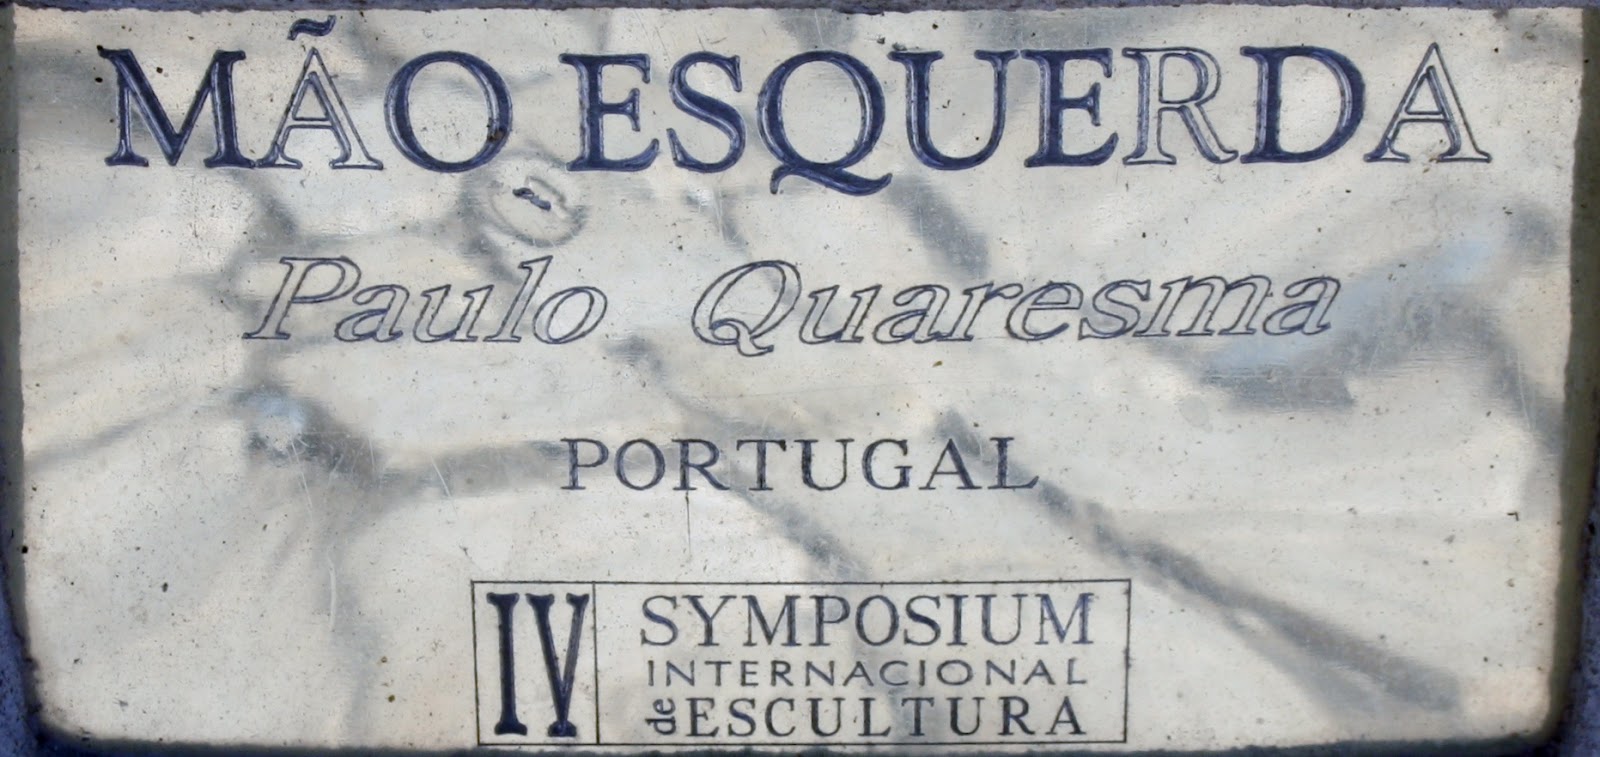 MÃO ESQUERDA
Paulo Quaresma
PORTUGAL
IV SYMPOSIUM
INTERNACIONAL
de ESCULTURA